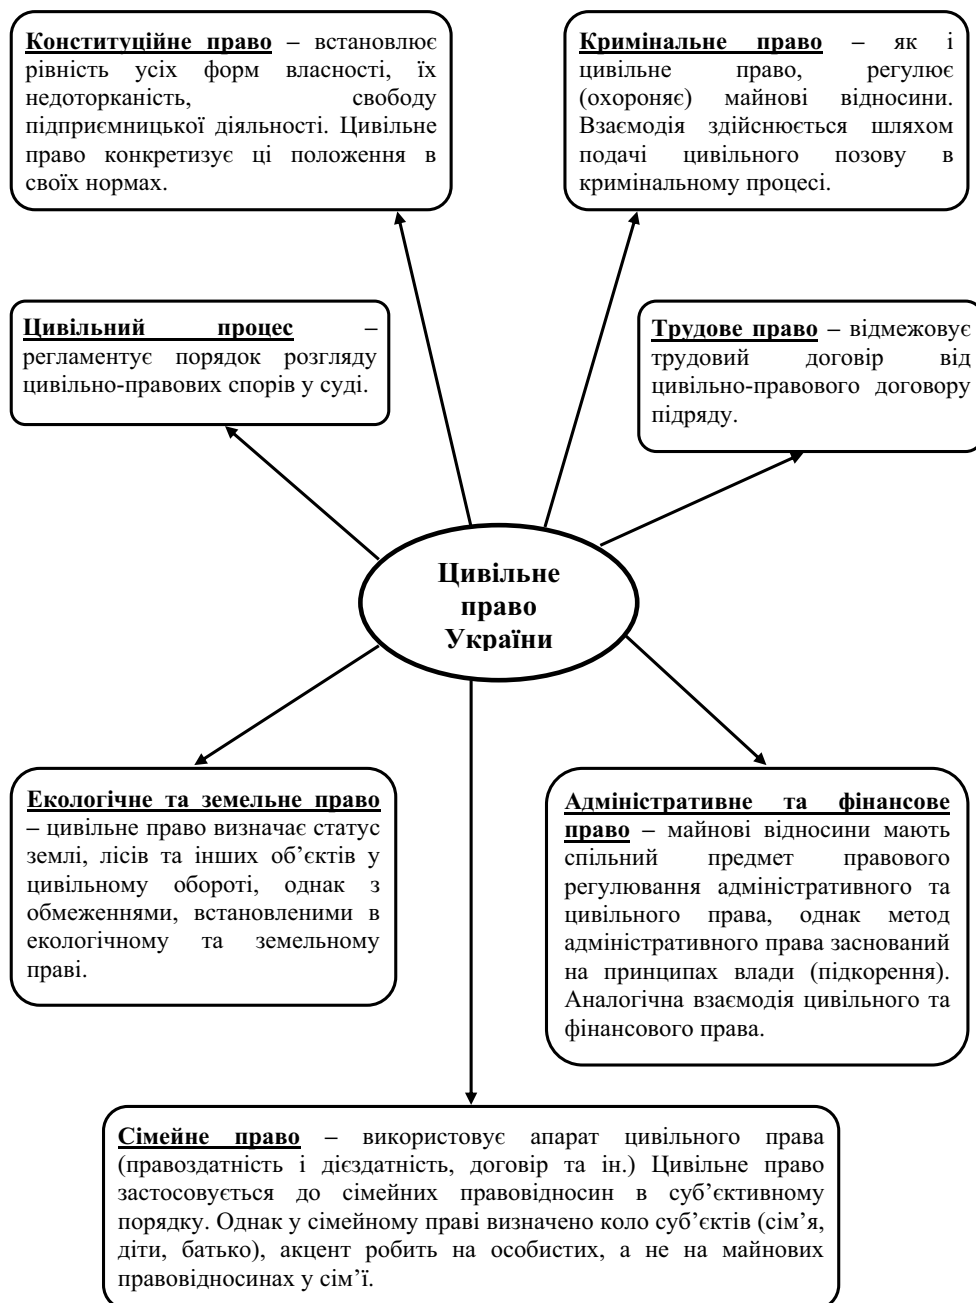 Конституційне право – встановлює
рівність усіх форм власності, їх
недоторканість, свободу
підприємницької діяльності. Цивільне
право конкретизує ці положення в
своїх нормах.
Кримінальне право – як і
цивільне право, регулює
(охороняє) майнові відносини.
Взаємодія здійснюється шляхом
подачі цивільного позову в
кримінальному процесі.
Цивільний процес –
регламентує порядок розгляду
цивільно-правових спорів у суді.
Трудове право – відмежовує
трудовий договір від
цивільно-правового договору
підряду.
Цивільне
право
України
Екологічне та земельне право
– цивільне право визначає статус
землі, лісів та інших об’єктів у
цивільному обороті, однак з
обмеженнями, встановленими в
екологічному та земельному
праві.
Адміністративне та фінансове
право – майнові відносини мають
спільний предмет правового
регулювання адміністративного та
цивільного права, однак метод
адміністративного права заснований
на принципах влади (підкорення).
Аналогічна взаємодія цивільного та
фінансового права.
Сімейне право – використовує апарат цивільного права
(правоздатність і дієздатність, договір та ін.) Цивільне право
застосовується до сімейних правовідносин в суб’єктивному
порядку. Однак у сімейному праві визначено коло суб’єктів (сім’я,
діти, батько), акцент робить на особистих, а не на майнових
правовідносинах у сім’ї.